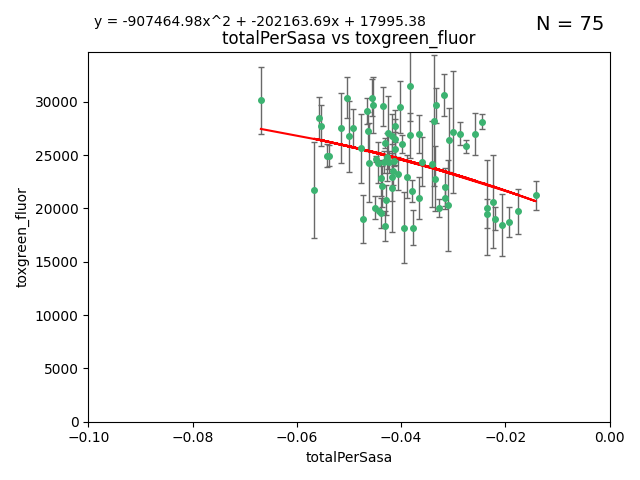 y = -907464.98x^2 + -202163.69x + 17995.38
N = 75
totalPerSasa vs toxgreen_fluor
toxgreen_fluor
30000
25000
20000
15000
10000
5000
0
−0.10
−0.08
−0.06
−0.04
−0.02
0.00
totalPerSasa